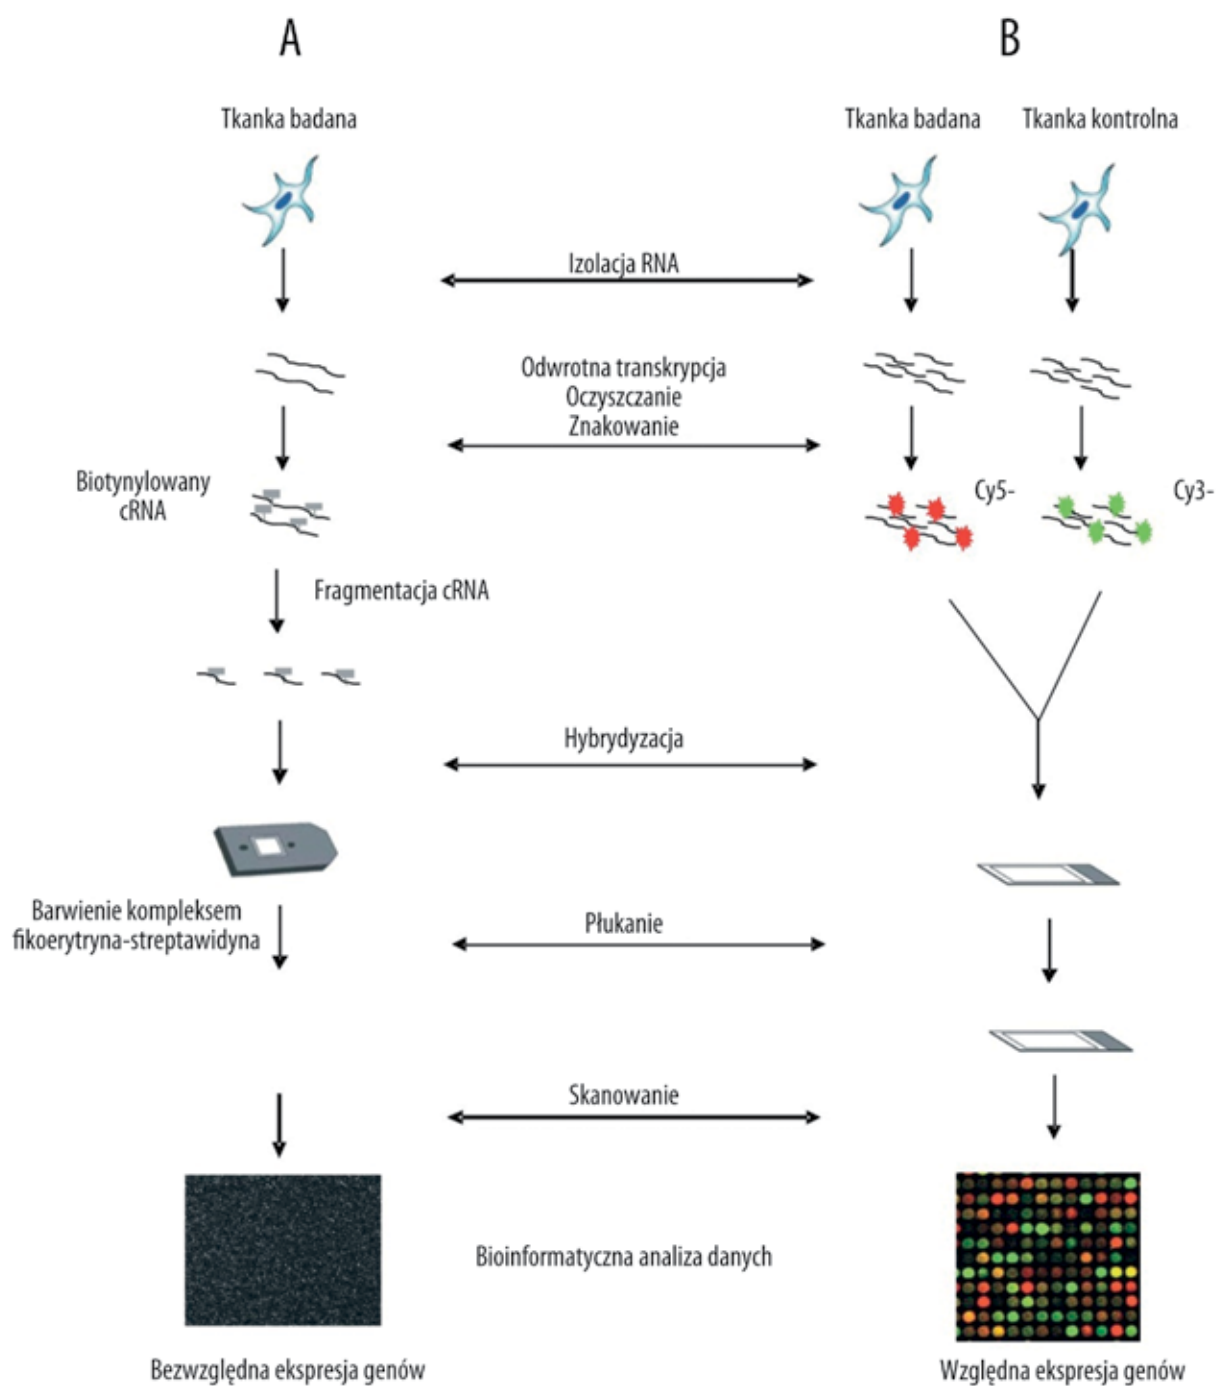 A
B
Tkanka badana
Tkanka badana
Tkanka kontrolna
Izolacja RNA
Odwrotna transkrypcja
Oczyszczanie
Znakowanie
Biotynylowany
cRNA
Cy5-
Cy3-
Fragmentacja cRNA
Hybrydyzacja
Barwienie kompleksem
fikoerytryna-streptawidyna
Płukanie
Skanowanie
Bioinformatyczna analiza danych
Bezwzględna ekspresja genów
Względna ekspresja genów